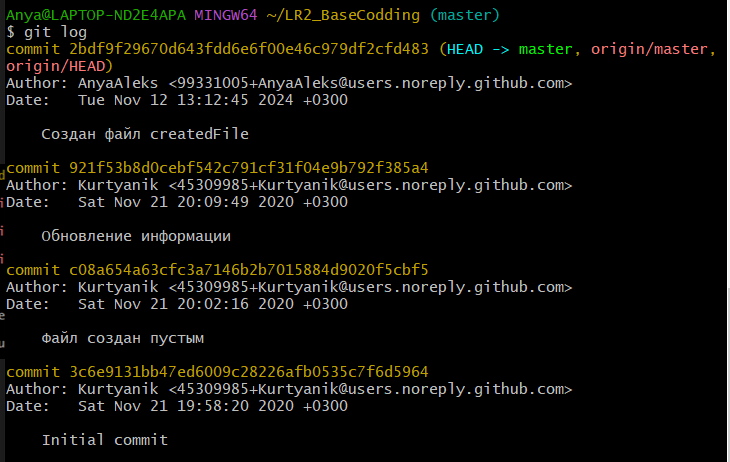 Anya@LAPTOP-ND2E4APA MINGW64 ~/LR2_BaseCodding (master)
$ git log
commit 2bdf9f29670d643fdd6e6f00e46c979df2cfd483 (HEAD -> master, origin/master,
origin/HEAD)
Author: AnyaAleks <99331005+AnyaAleks@users.noreply.github.com>
Date:   Tue Nov 12 13:12:45 2024 +0300
    Создан файл createdFile
commit 921f53b8d0cebf542c791cf31f04e9b792f385a4
Author: Kurtyanik <45309985+Kurtyanik@users.noreply.github.com>
Date:   Sat Nov 21 20:09:49 2020 +0300
    Обновление информации
commit c08a654a63cfc3a7146b2b7015884d9020f5cbf5
Author: Kurtyanik <45309985+Kurtyanik@users.noreply.github.com>
Date:   Sat Nov 21 20:02:16 2020 +0300
    Файл создан пустым
commit 3c6e9131bb47ed6009c28226afb0535c7f6d5964
Author: Kurtyanik <45309985+Kurtyanik@users.noreply.github.com>
Date:   Sat Nov 21 19:58:20 2020 +0300
    Initial commit